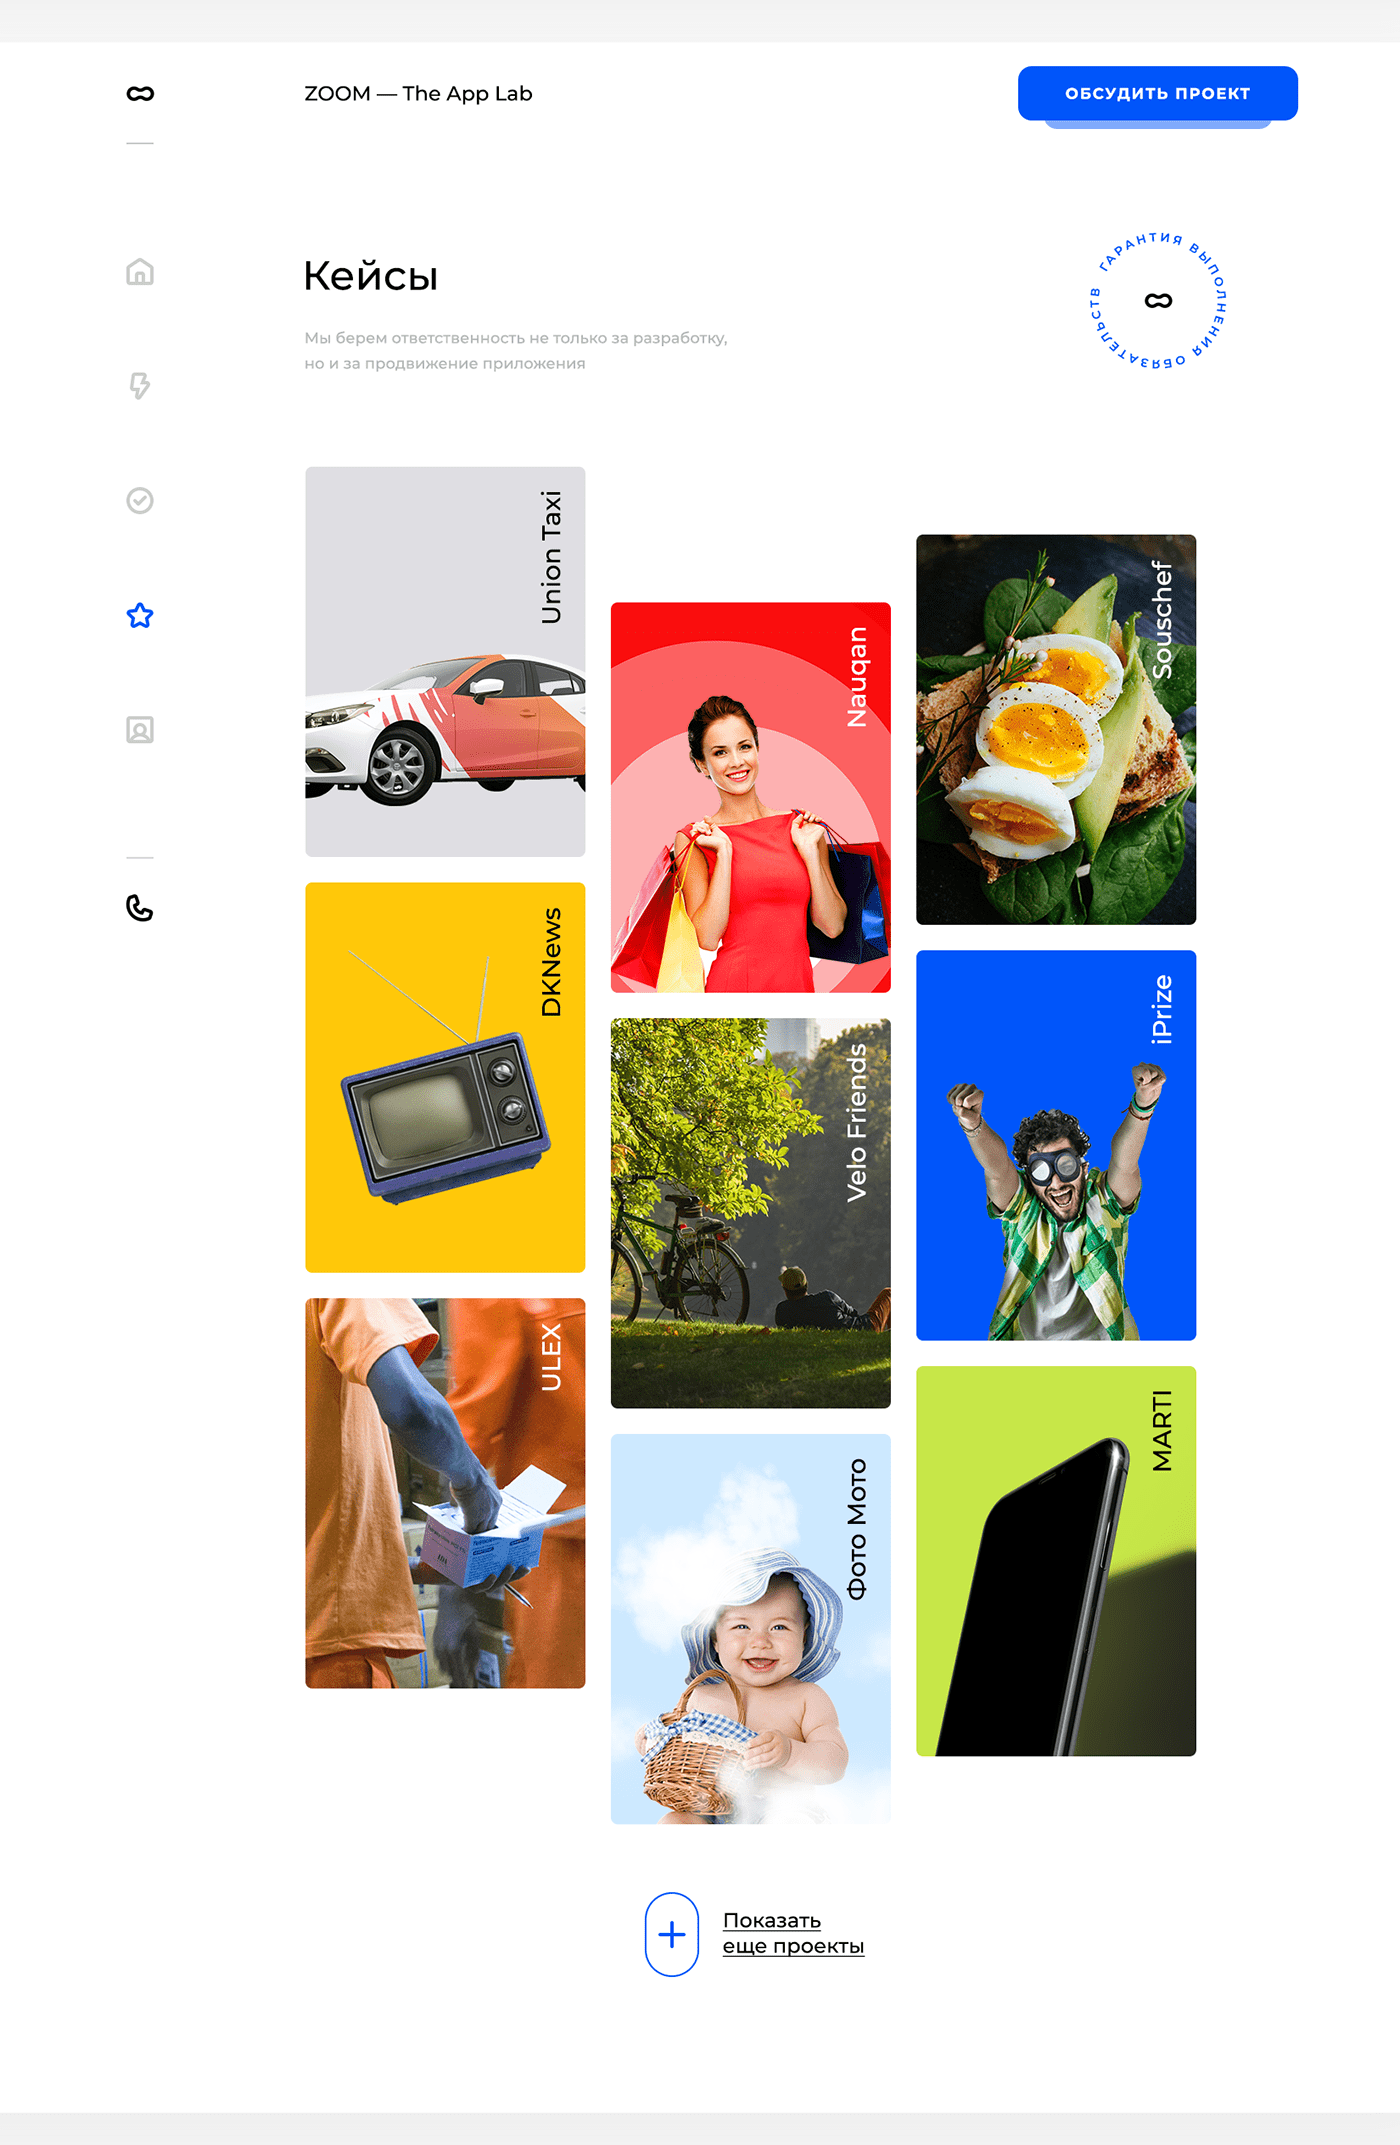 ZOOM — The App Lab
ОБСУДИТЬ ПРОЕКТ
Кейсы
ГАРАНТИЯ ВЫПОЛНЕНИЯ ОБЯЗАТЕЛЬСТВ
Мы берем ответственность не только за разработку,
но и за продвижение приложения
Union Taxi
Nauqan
Souschef
DKNews
Velo Friends
iPrize
ULEX
Фото Мото
MARTI
Показать
еще проекты